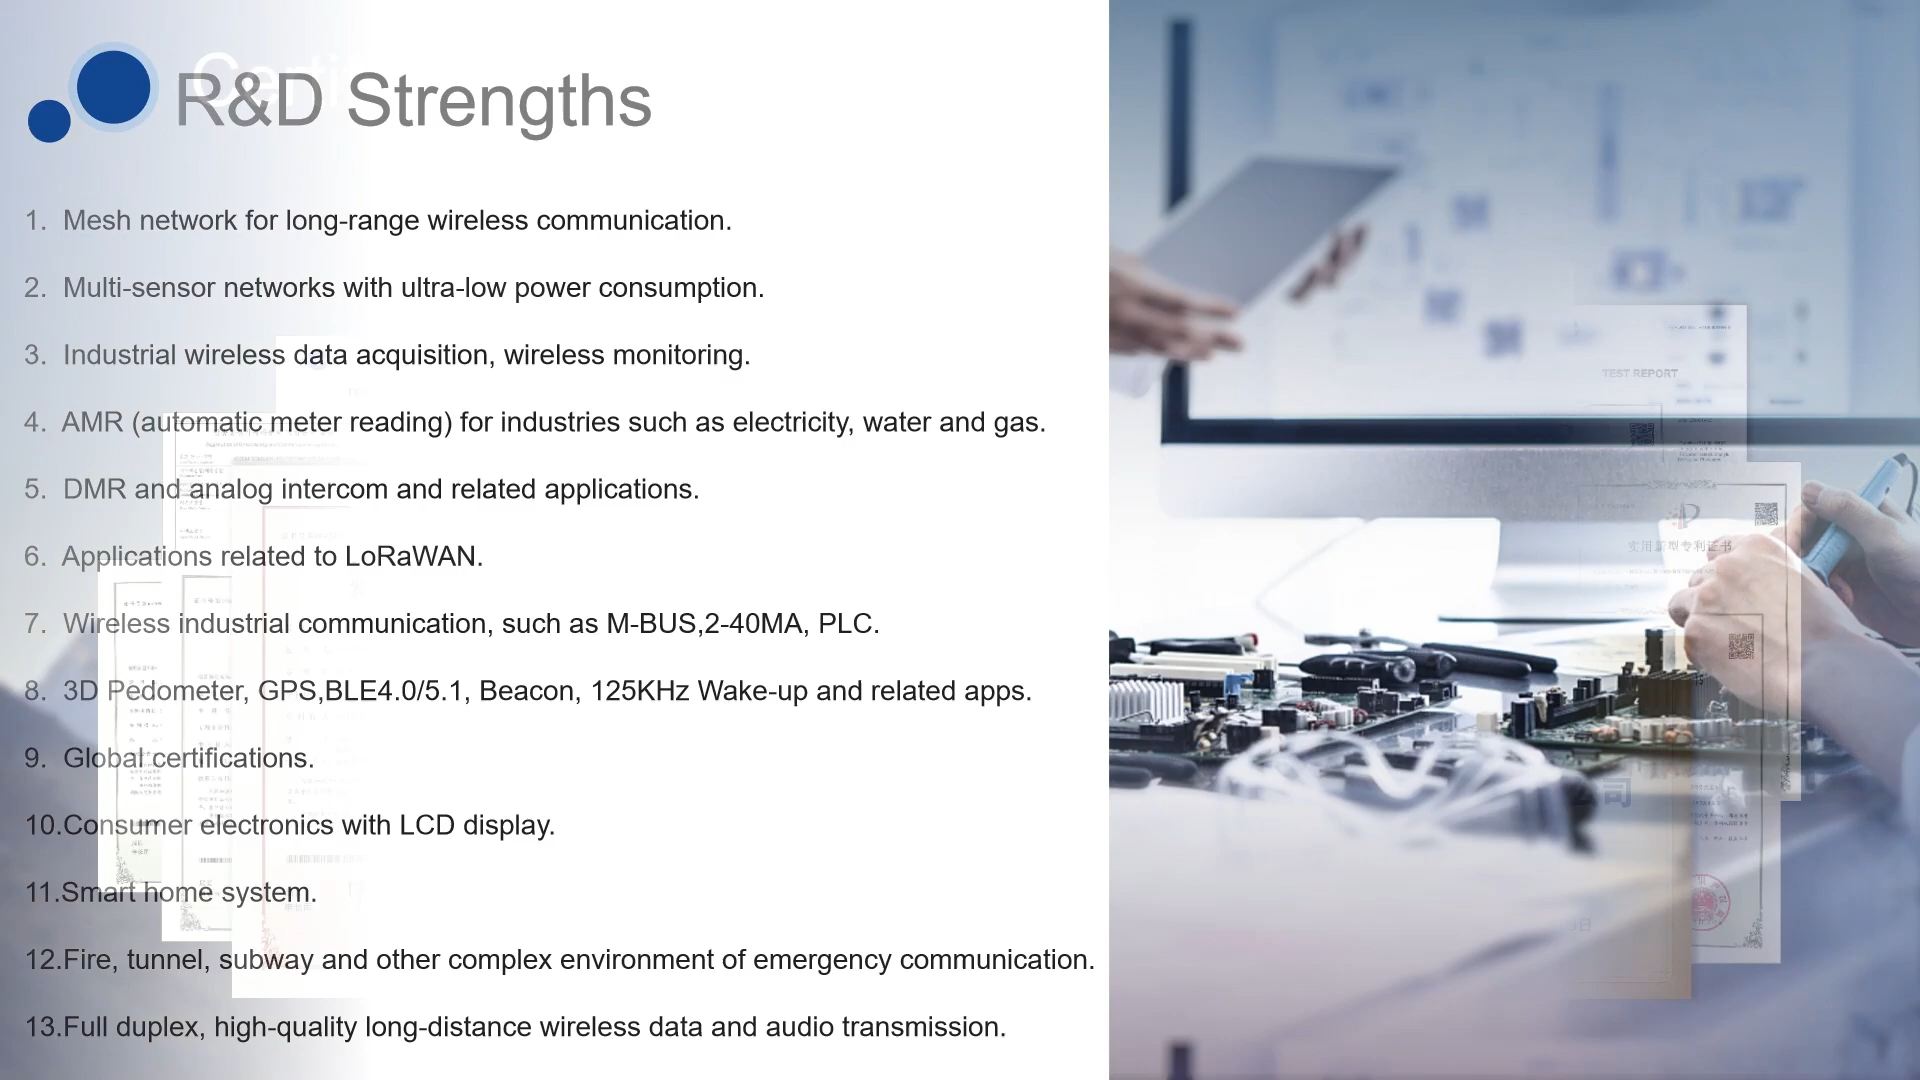 Certi
R&D Strengths
1. Mesh network for long-range wireless communication.
2. Multi-sensor networks with ultra-low power consumption.
3. Industrial wireless data acquisition, wireless monitoring.
4. AMR (automatic meter reading) for industries such as electricity, water and gas.
5. DMR and analog intercom and related applications.
6. Applications related to LoRaWAN.
7. Wireless industrial communication, such as M-BUS,2-40MA, PLC.
8. 3D Pedometer, GPS,BLE4.0/5.1, Beacon, 125KHz Wake-up and related apps.
9. Global certifications.
10.Consumer electronics with LCD display.
11.Smart home system.
12.Fire, tunnel, subway and other complex environment of emergency communication.
13.Full duplex, high-quality long-distance wireless data and audio transmission.
TEST REPORT
实用新型专利证书
司